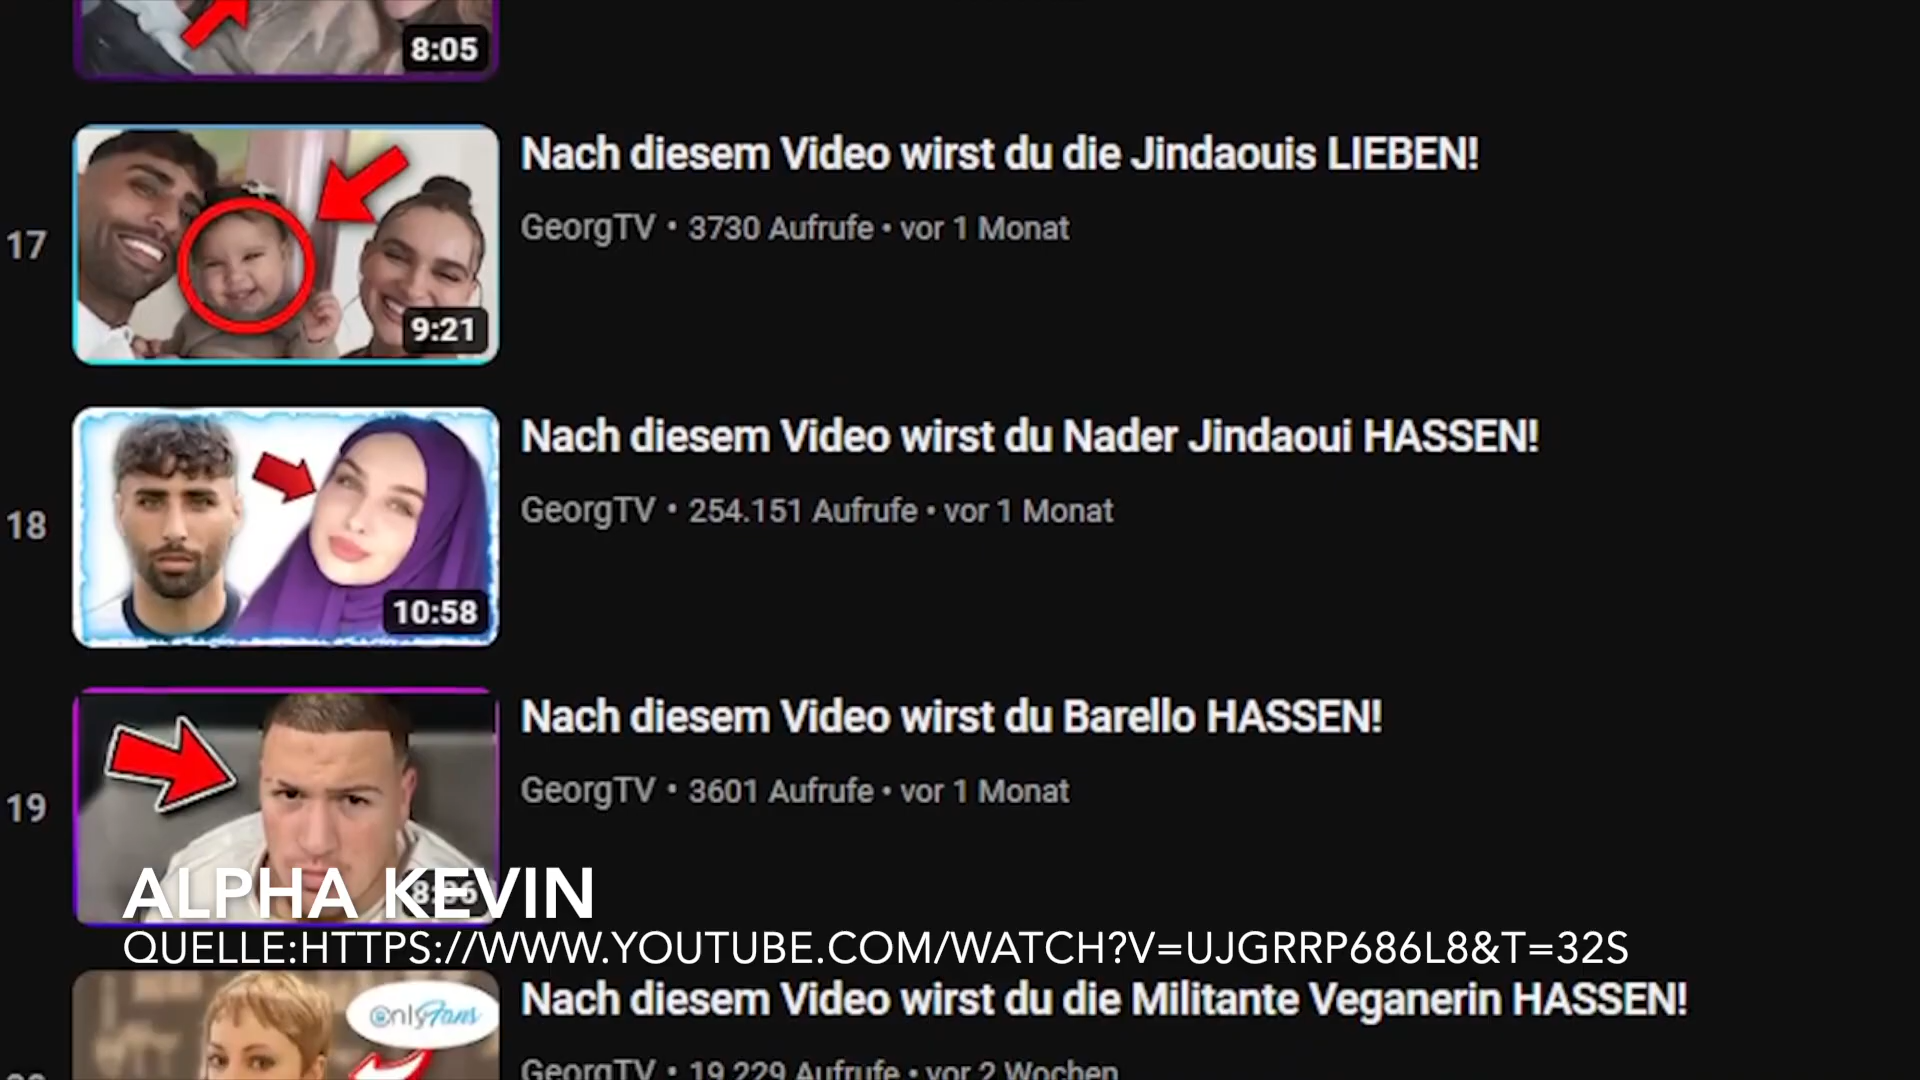 8:05
17
9:21
Nach diesem Video wirst du die Jindaouis LIEBEN!
GeorgTV • 3730 Aufrufe • vor 1 Monat
18
10:58
Nach diesem Video wirst du Nader Jindaoui HASSEN!
GeorgTV • 254.151 Aufrufe • vor 1 Monat
19
Nach diesem Video wirst du Barello HASSEN!
GeorgTV • 3601 Aufrufe • vor 1 Monat
ALPHA KEVIN
QUELLE:HTTPS://WWW.YOUTUBE.COM/WATCH?V=UJGRRP686L8&T=32S
OnlyFans
Nach diesem Video wirst du die Militante Veganerin HASSEN!
GeorgTV • 19.229 Aufrufe • vor 2 Wochen